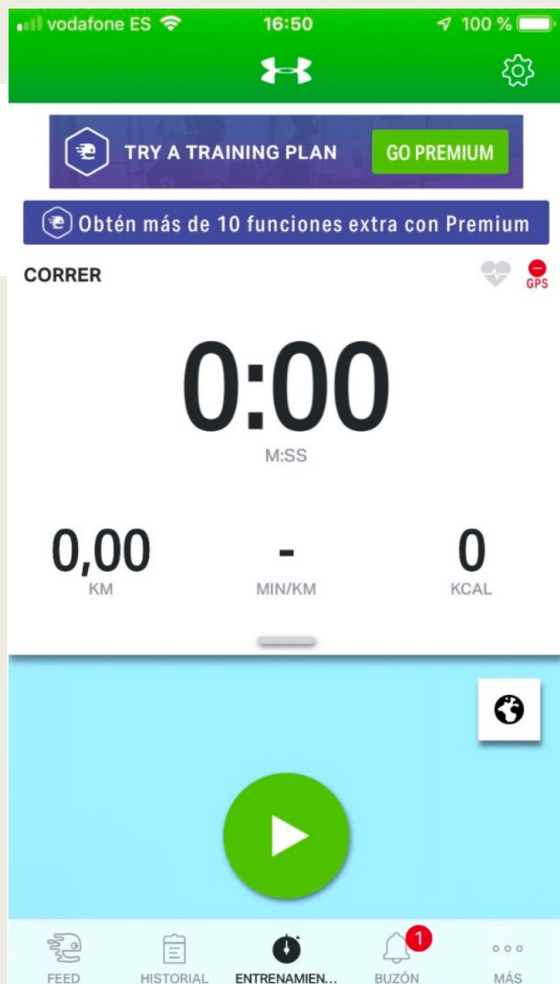 vodafone ES 16:50 100 %
TRY A TRAINING PLAN GO PREMIUM
Obtén más de 10 funciones extra con Premium
CORRER GPS
0:00
M:SS
0,00 - 0
KM MIN/KM KCAL
1
FEED HISTORIAL ENTRENAMIEN... BUZÓN MÁS